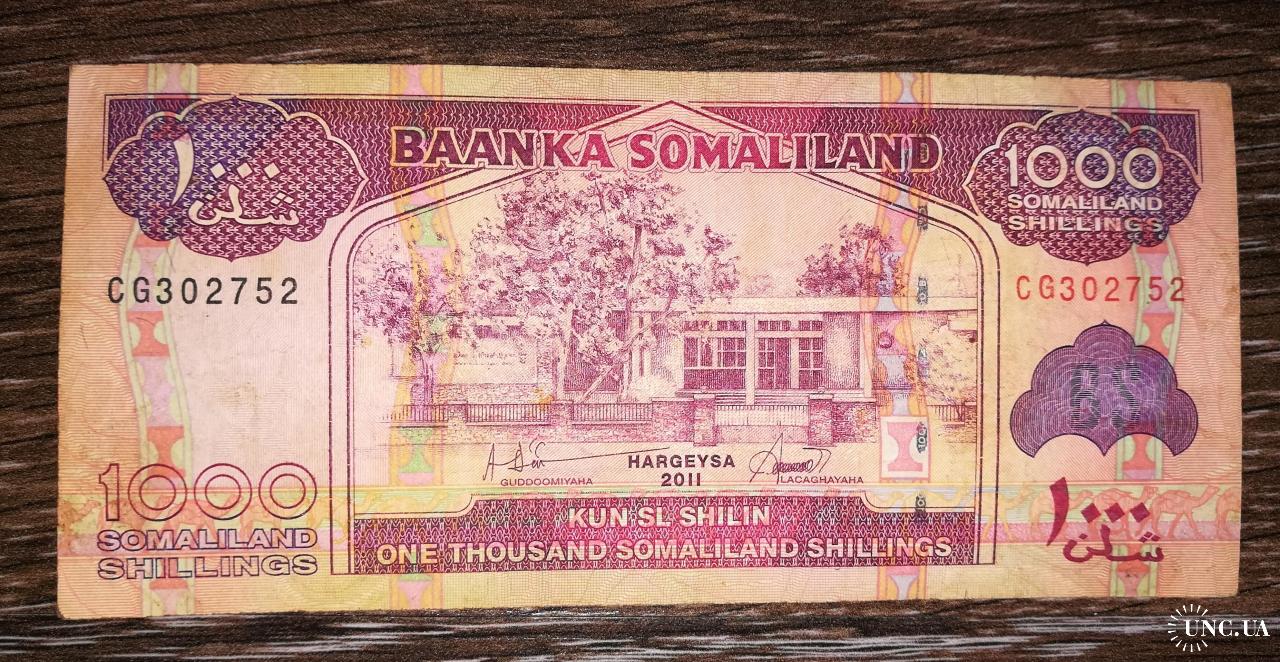 BAANKA SOMALILAND
١٠٠٠
شلن
1000
SOMALILAND
SHILLINGS
CG302752
CG302752
BS
HARGEYSA
2011
GUDDOOMIYAHA
LACAGHAYAHA
1000
SOMALILAND
SHILLINGS
KUN SL SHILIN
ONE THOUSAND SOMALILAND SHILLINGS
١٠٠٠
شلن
UNC.UA